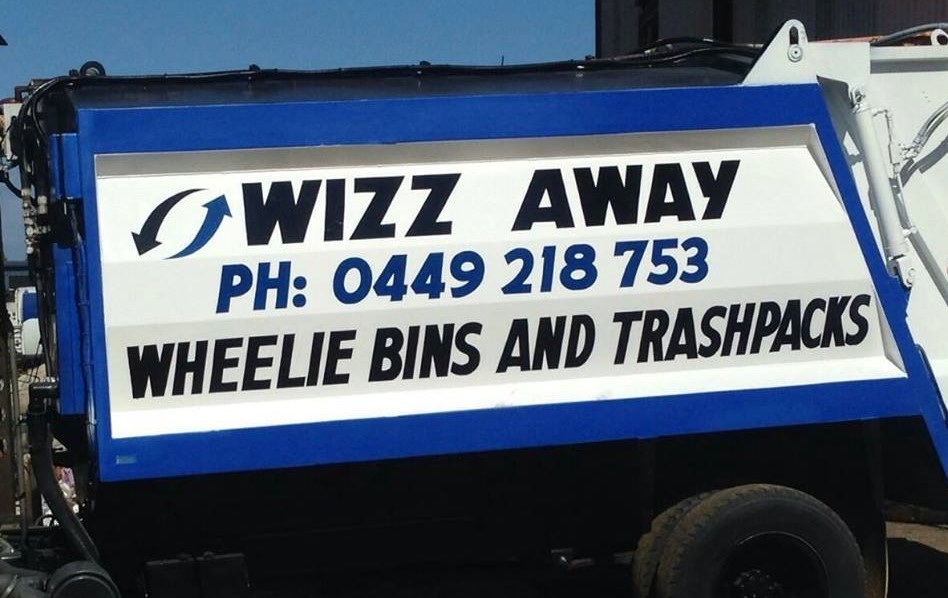 WIZZ AWAY
PH: 0449 218 753
WHEELIE BINS AND TRASHPACKS